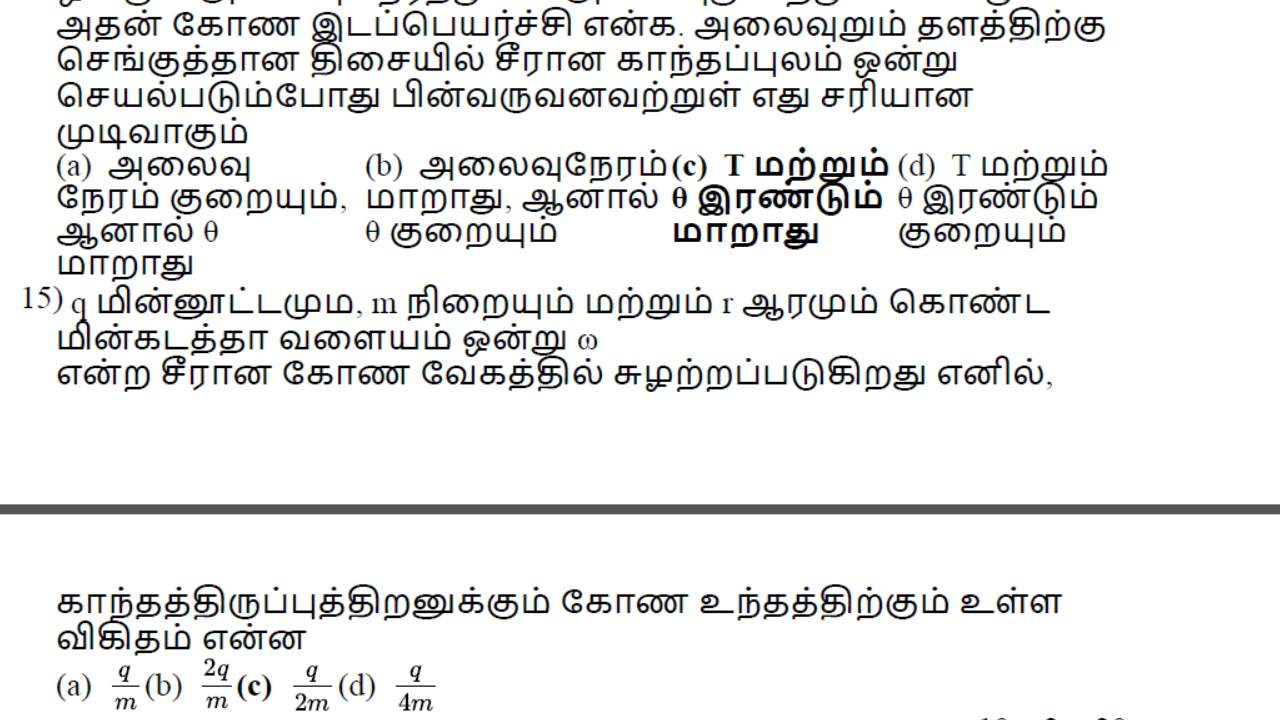 அதன் கோண இடப்பெயர்ச்சி என்க. அலைவுறும் தளத்திற்கு
செங்குத்தான திசையில் சீரான காந்தப்புலம் ஒன்று
செயல்படும்போது பின்வருவனவற்றுள் எது சரியான
முடிவாகும்
(a) அலைவு (b) அலைவுநேரம் (c) T மற்றும் (d) T மற்றும்
நேரம் குறையும், மாறாது, ஆனால் θ இரண்டும் θ இரண்டும்
ஆனால் θ θ குறையும் மாறாது குறையும்
மாறாது
15) q மின்னூட்டமும, m நிறையும் மற்றும் r ஆரமும் கொண்ட
மின்கடத்தா வளையம் ஒன்று ω
என்ற சீரான கோண வேகத்தில் சுழற்றப்படுகிறது எனில்,
காந்தத்திருப்புத்திறனுக்கும் கோண உந்தத்திற்கும் உள்ள
விகிதம் என்ன
(a) q/m (b) 2q/m (c) q/2m (d) q/4m